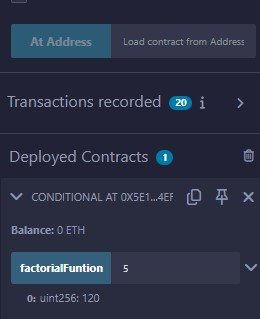 At Address Load contract from Address
Transactions recorded 20 i
Deployed Contracts 1
CONDITIONAL AT 0X5E1...4EF
Balance: 0 ETH
factorialFuntion 5
0: uint256: 120